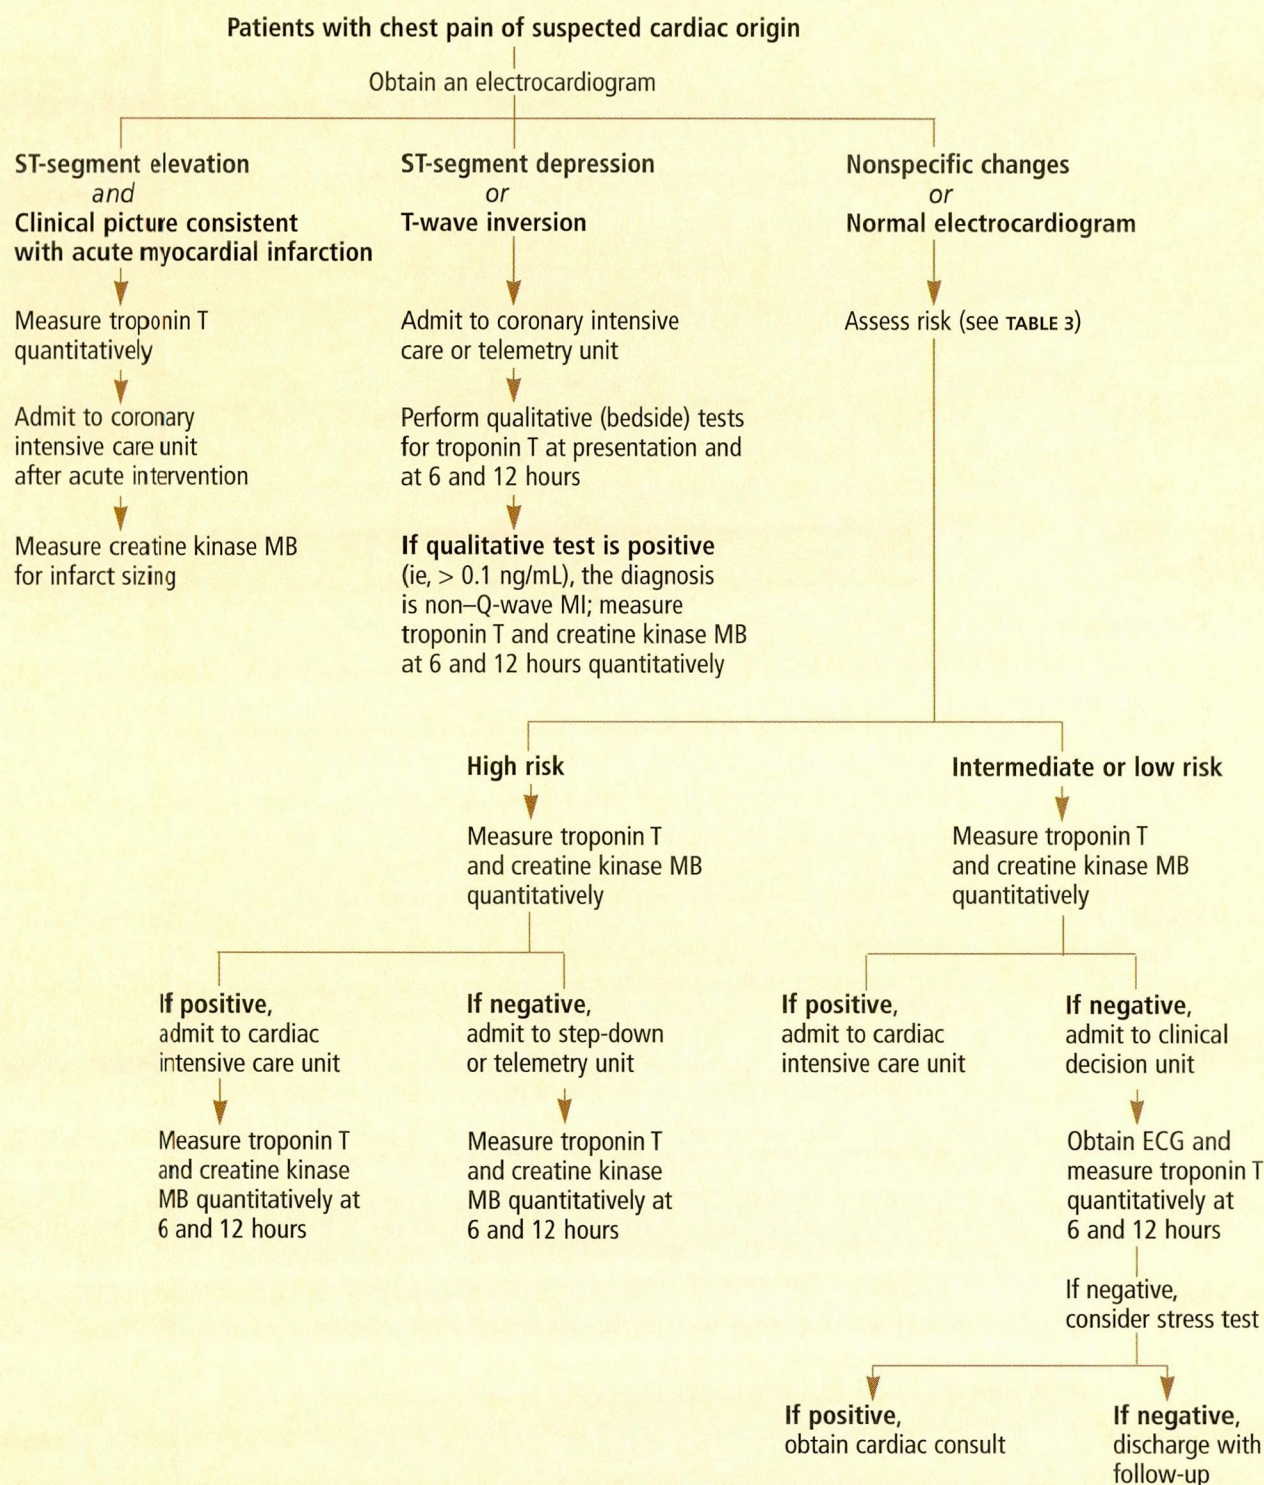 Patients with chest pain of suspected cardiac origin
Obtain an electrocardiogram
ST-segment elevation
and
Clinical picture consistent
with acute myocardial infarction
Measure troponin T
quantitatively
Admit to coronary
intensive care unit
after acute intervention
Measure creatine kinase MB
for infarct sizing
ST-segment depression
or
T-wave inversion
Admit to coronary intensive
care or telemetry unit
Perform qualitative (bedside) tests
for troponin T at presentation and
at 6 and 12 hours
If qualitative test is positive
(ie, > 0.1 ng/mL), the diagnosis
is non–Q-wave MI; measure
troponin T and creatine kinase MB
at 6 and 12 hours quantitatively
Nonspecific changes
or
Normal electrocardiogram
Assess risk (see TABLE 3)
High risk
Measure troponin T
and creatine kinase MB
quantitatively
If positive,
admit to cardiac
intensive care unit
Measure troponin T
and creatine kinase
MB quantitatively at
6 and 12 hours
If negative,
admit to step-down
or telemetry unit
Measure troponin T
and creatine kinase
MB quantitatively at
6 and 12 hours
Intermediate or low risk
Measure troponin T
and creatine kinase MB
quantitatively
If positive,
admit to cardiac
intensive care unit
If negative,
admit to clinical
decision unit
Obtain ECG and
measure troponin T
quantitatively at
6 and 12 hours
If negative,
consider stress test
If positive,
obtain cardiac consult
If negative,
discharge with
follow-up